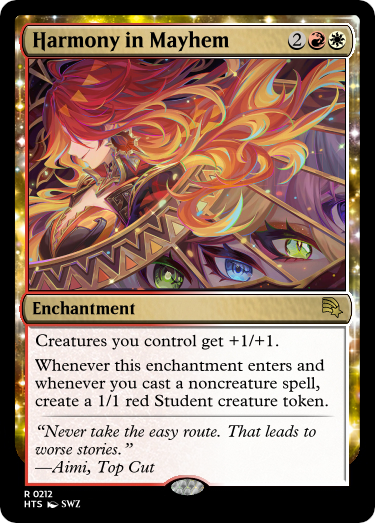 Harmony in Mayhem 2
Enchantment
Creatures you control get +1/+1.
Whenever this enchantment enters and
whenever you cast a noncreature spell,
create a 1/1 red Student creature token.
“Never take the easy route. That leads to
worse stories.”
—Aimi, Top Cut
R 0212
HTS SWZ